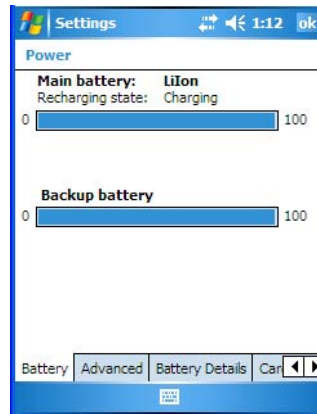 Settings 1:12 ok
Power
Main battery: LiIon
Recharging state: Charging
0 100
Backup battery
0 100
Battery Advanced Battery Details Car